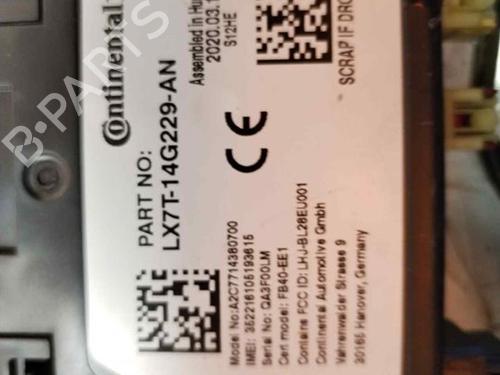 Continental
PART NO:
LX7T-14G229-AN
Assembled in Hu
2020.03.1
S12HE
SCRAP IF DRO
CE
Model No:A2C7714380700
IMEI: 352216105193615
Serial No: QA3F00LM
Cert model: FB40-EE1
Contains FCC ID: LHJ-BL28EU001
Continental Automotive GmbH
Vahrenwalder Strasse 9
30165 Hanover, Germany
B-PARTS